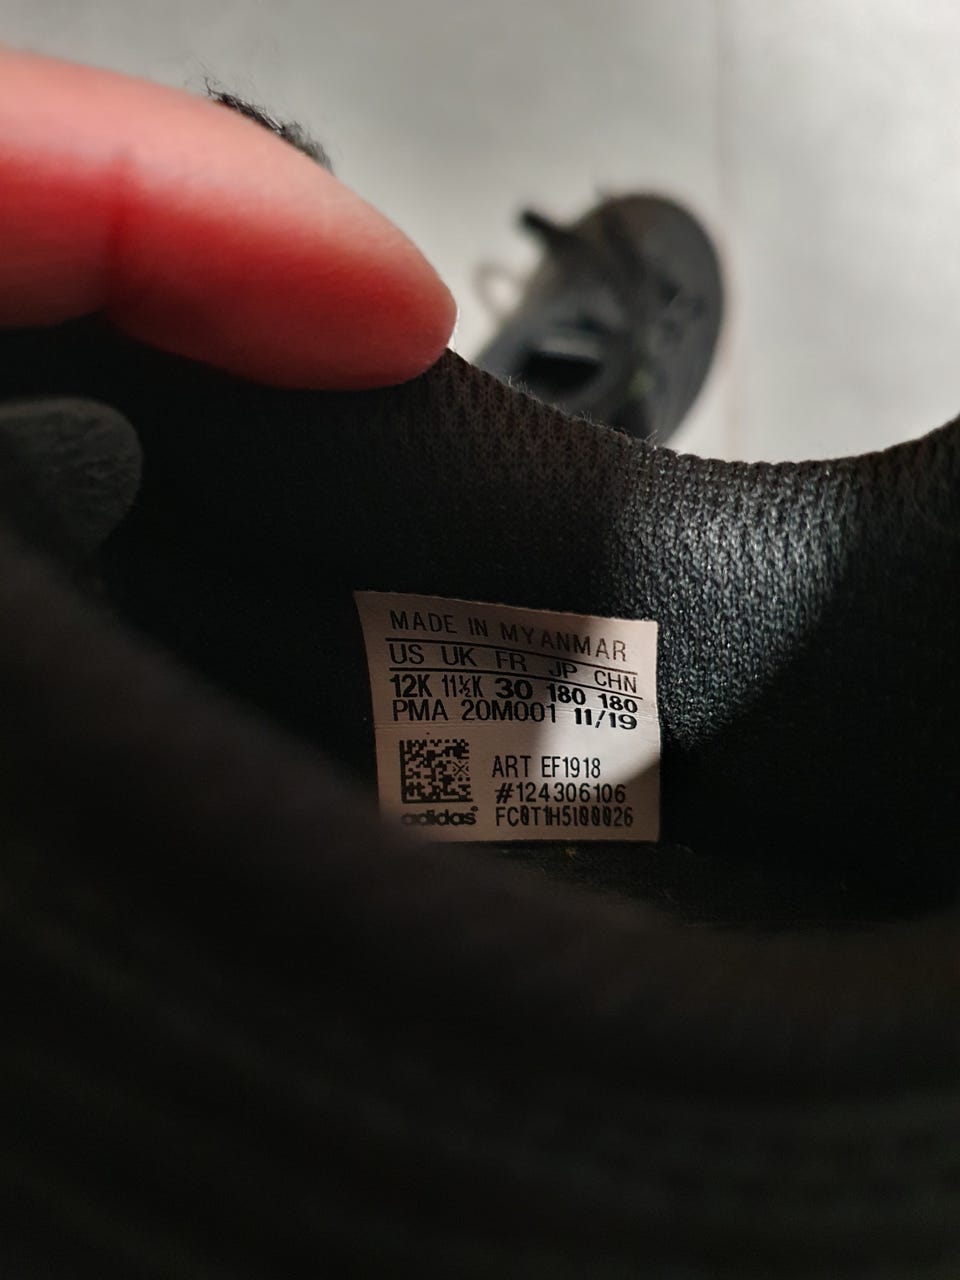 MADE IN MYANMAR
US UK FR JP CHN
12K 11½K 30 180 180
PMA 20M001 11/19
ART EF1918
#124306106
FC0T1H5I00026
adidas®